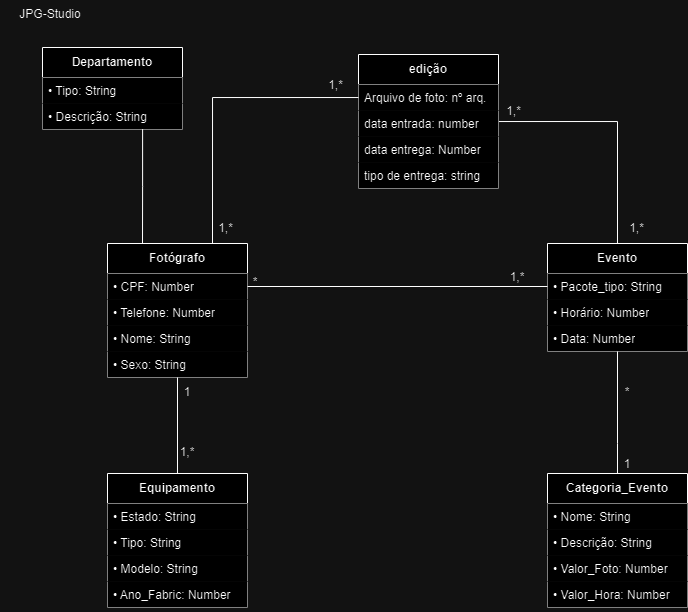 JPG-Studio
Departamento
• Tipo: String
• Descrição: String
edição
Arquivo de foto: nº arq.
data entrada: number
data entrega: Number
tipo de entrega: string
1,*
1,*
1,*
1,*
Fotógrafo
• CPF: Number
• Telefone: Number
• Nome: String
• Sexo: String
*
1,*
Evento
• Pacote_tipo: String
• Horário: Number
• Data: Number
1
1,*
*
1
Equipamento
• Estado: String
• Tipo: String
• Modelo: String
• Ano_Fabric: Number
Categoria_Evento
• Nome: String
• Descrição: String
• Valor_Foto: Number
• Valor_Hora: Number